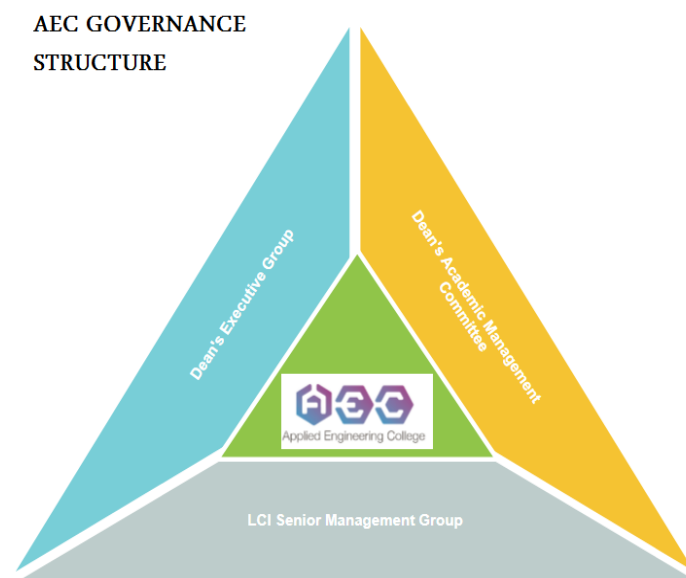 AEC GOVERNANCE
STRUCTURE
Dean's Executive Group
Dean's Academic Management
Committee
AEC
Applied Engineering College
LCI Senior Management Group